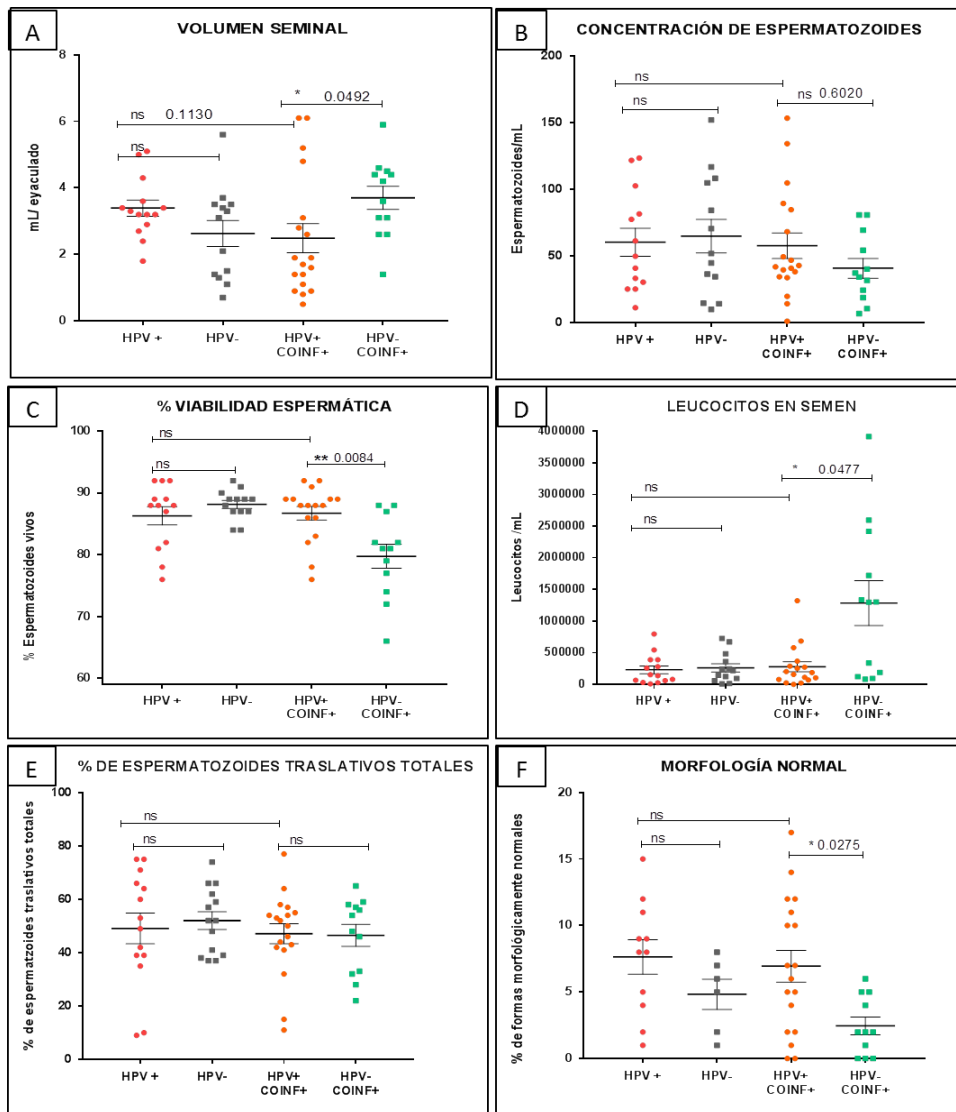 A
VOLUMEN SEMINAL
mL/ eyaculado
8
6
4
2
0
* 0.0492
ns 0.1130
ns
HPV + HPV- HPV+ HPV-
COINF+ COINF+
B
CONCENTRACIÓN DE ESPERMATOZOIDES
Espermatozoides/mL
200
150
100
50
0
ns
ns 0.6020
ns
HPV + HPV- HPV+ HPV-
COINF+ COINF+
C
% VIABILIDAD ESPERMÁTICA
% Espermatozoides vivos
100
90
80
70
60
ns
** 0.0084
ns
HPV + HPV- HPV+ HPV-
COINF+ COINF+
D
LEUCOCITOS EN SEMEN
Leucocitos /mL
4000000
3500000
3000000
2500000
2000000
1500000
1000000
500000
0
* 0.0477
ns
ns
HPV + HPV- HPV+ HPV-
COINF+ COINF+
E
% DE ESPERMATOZOIDES TRASLATIVOS TOTALES
% de espermatzoides traslativos totales
100
80
60
40
20
0
ns
ns
ns
HPV + HPV- HPV+ HPV-
COINF+ COINF+
F
MORFOLOGÍA NORMAL
% de formas morfológicamente normales
20
15
10
5
0
ns
ns
* 0.0275
HPV + HPV- HPV+ HPV-
COINF+ COINF+